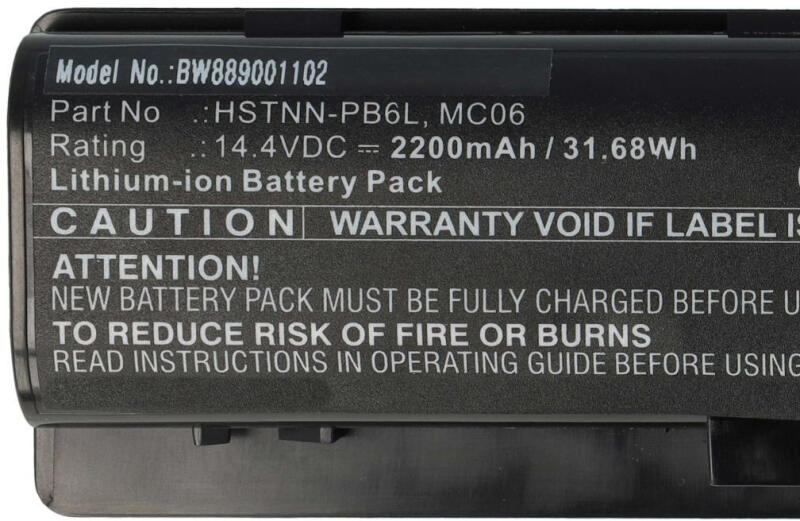 Model No.:BW889001102
Part No .:HSTNN-PB6L, MC06
Rating .:14.4VDC ⎓ 2200mAh / 31.68Wh
Lithium-ion Battery Pack
CAUTION WARRANTY VOID IF LABEL
ATTENTION!
NEW BATTERY PACK MUST BE FULLY CHARGED BEFORE
TO REDUCE RISK OF FIRE OR BURNS
READ INSTRUCTIONS IN OPERATING GUIDE BEFORE USING